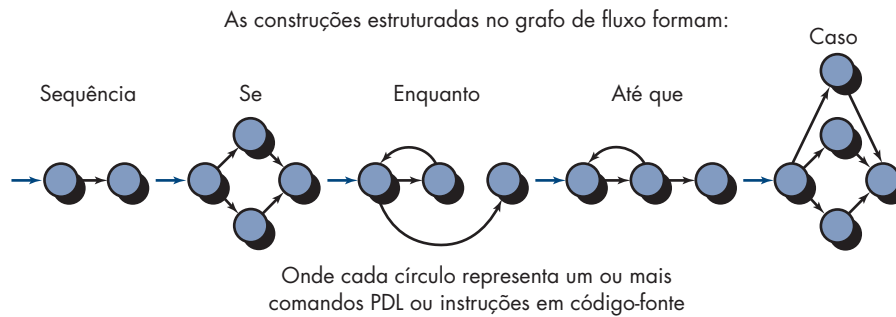 As construções estruturadas no grafo de fluxo formam:
Sequência
Se
Enquanto
Até que
Caso
Onde cada círculo representa um ou mais
comandos PDL ou instruções em código-fonte